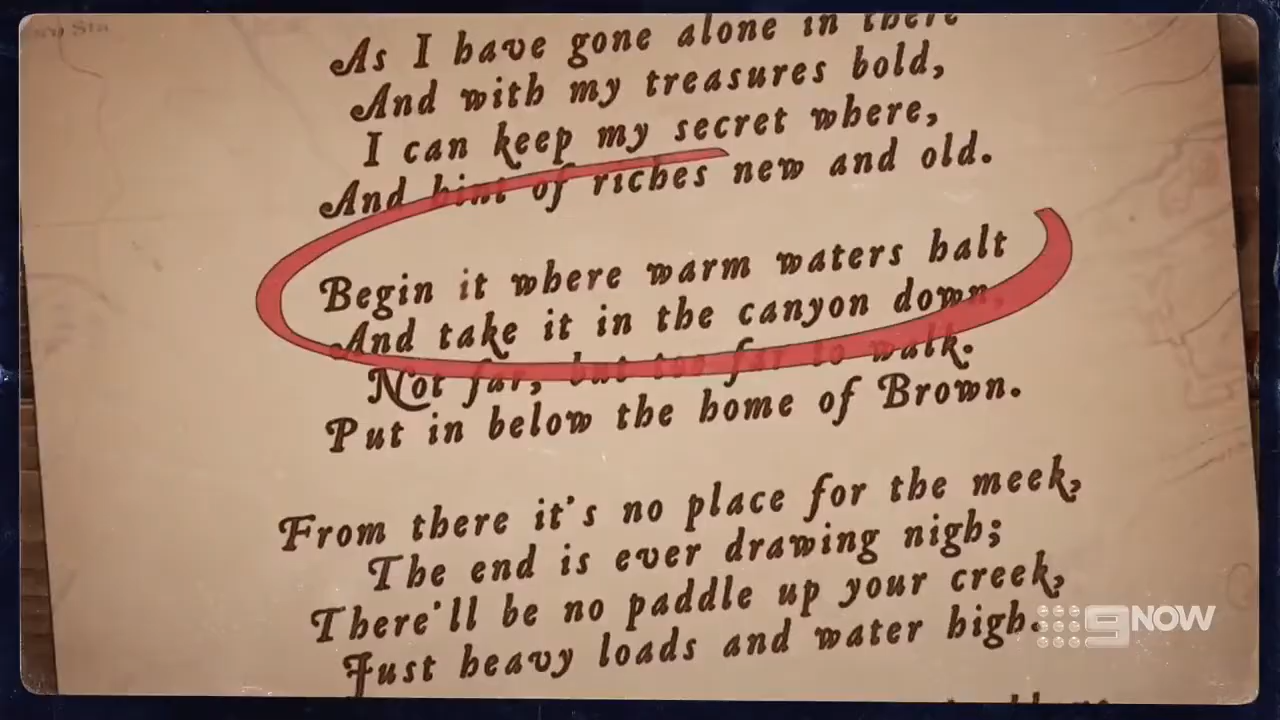 As I have gone alone in there
And with my treasures bold,
I can keep my secret where,
And hint of riches new and old.
Begin it where warm waters halt
And take it in the canyon down,
Not far, but too far to walk.
Put in below the home of Brown.
From there it's no place for the meek,
The end is ever drawing nigh;
There'll be no paddle up your creek,
Just heavy loads and water high.
9NOW